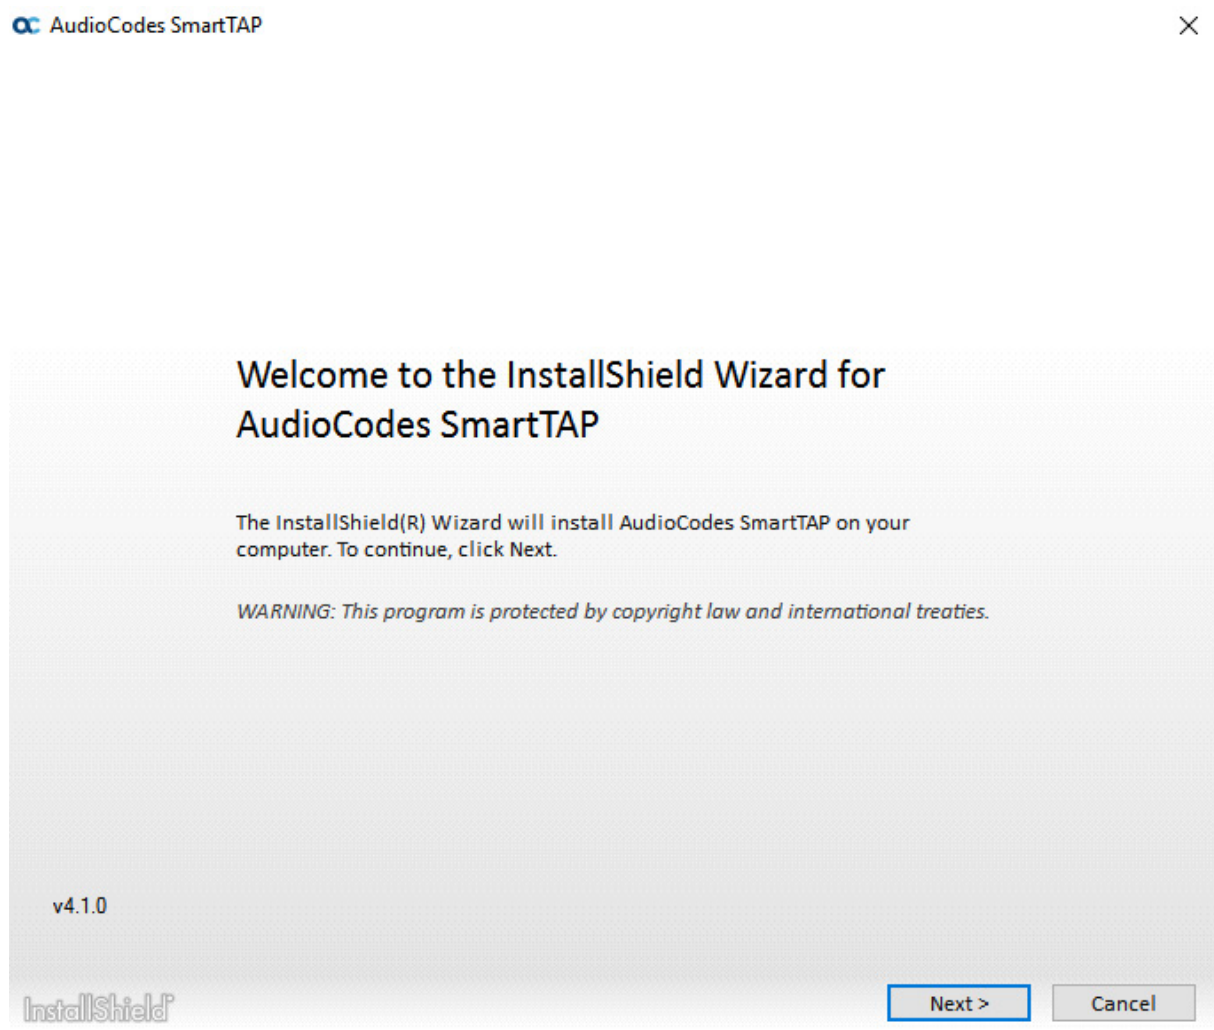 AudioCodes SmartTAP
Welcome to the InstallShield Wizard for
AudioCodes SmartTAP
The InstallShield(R) Wizard will install AudioCodes SmartTAP on your
computer. To continue, click Next.
WARNING: This program is protected by copyright law and international treaties.
v4.1.0
InstallShield®
Next >
Cancel